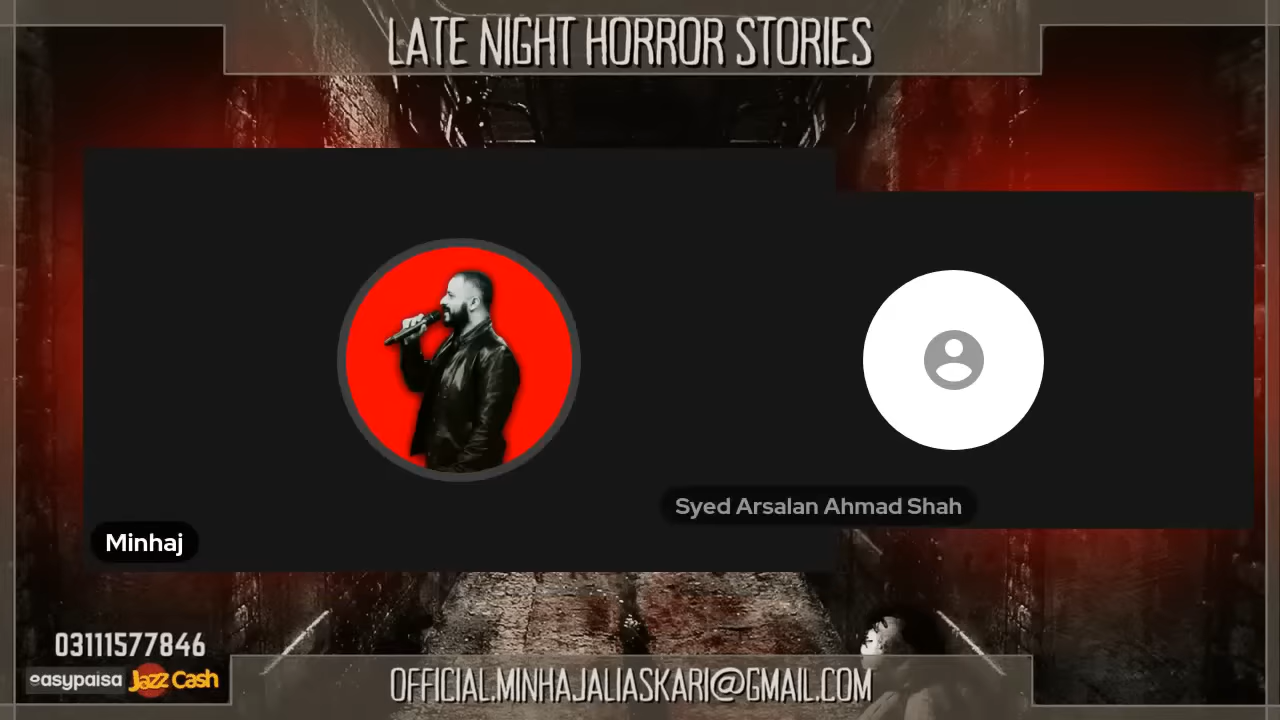 LATE NIGHT HORROR STORIES
Syed Arsalan Ahmad Shah
Minhaj
03111577846
easypaisa JazzCash
OFFICIAL.MINHAJALIASKARI@GMAIL.COM